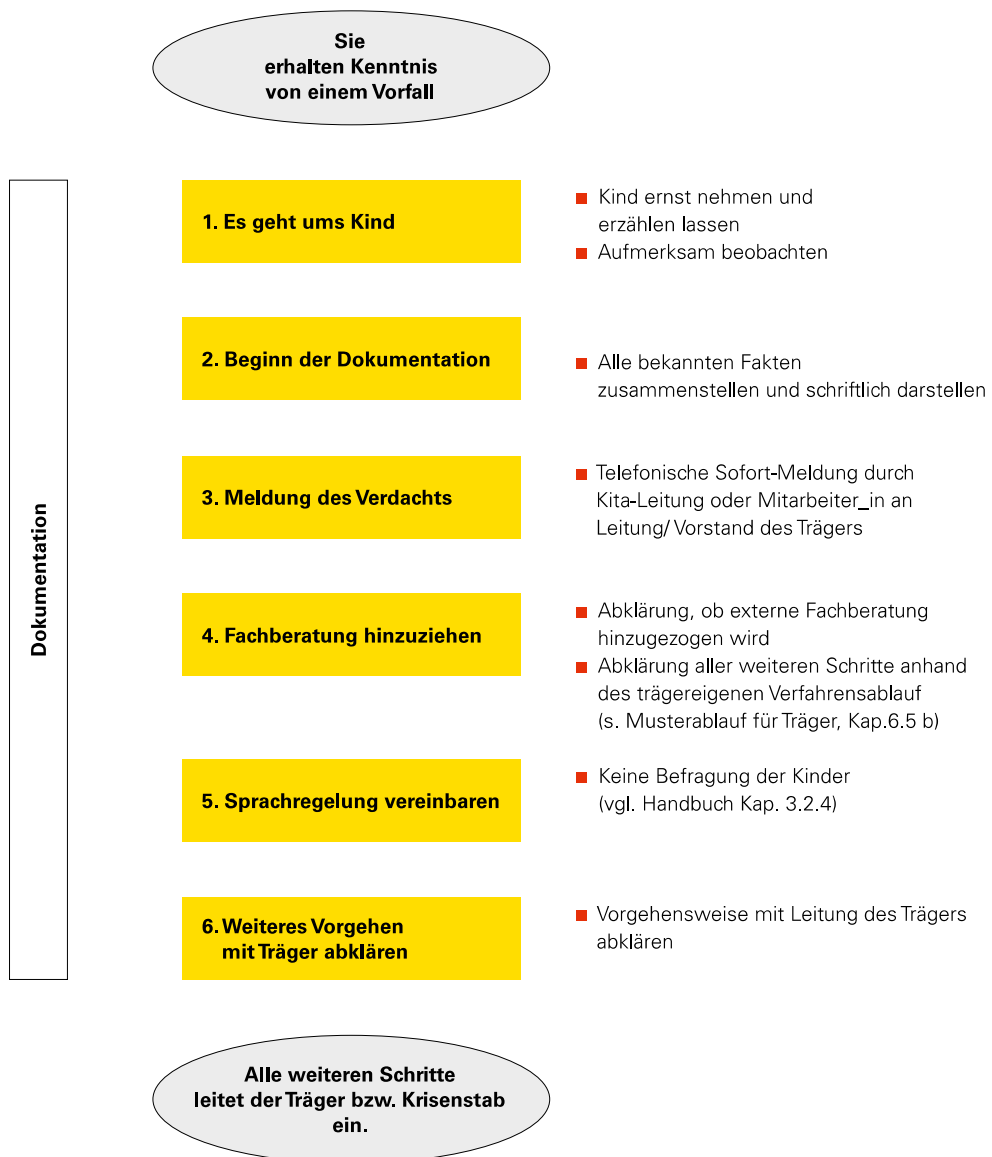 Sie
erhalten Kenntnis
von einem Vorfall
Dokumentation
1. Es geht ums Kind
Kind ernst nehmen und
erzählen lassen
Aufmerksam beobachten
2. Beginn der Dokumentation
Alle bekannten Fakten
zusammenstellen und schriftlich darstellen
3. Meldung des Verdachts
Telefonische Sofort-Meldung durch
Kita-Leitung oder Mitarbeiter_in an
Leitung/ Vorstand des Trägers
4. Fachberatung hinzuziehen
Abklärung, ob externe Fachberatung
hinzugezogen wird
Abklärung aller weiteren Schritte anhand
des trägereigenen Verfahrensablauf
(s. Musterablauf für Träger, Kap.6.5 b)
5. Sprachregelung vereinbaren
Keine Befragung der Kinder
(vgl. Handbuch Kap. 3.2.4)
6. Weiteres Vorgehen
mit Träger abklären
Vorgehensweise mit Leitung des Trägers
abklären
Alle weiteren Schritte
leitet der Träger bzw. Krisenstab
ein.